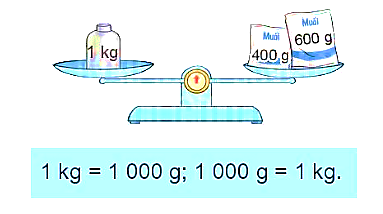 1 kg
Muối
400 g
Muối
600 g
1 kg = 1 000 g; 1 000 g = 1 kg.